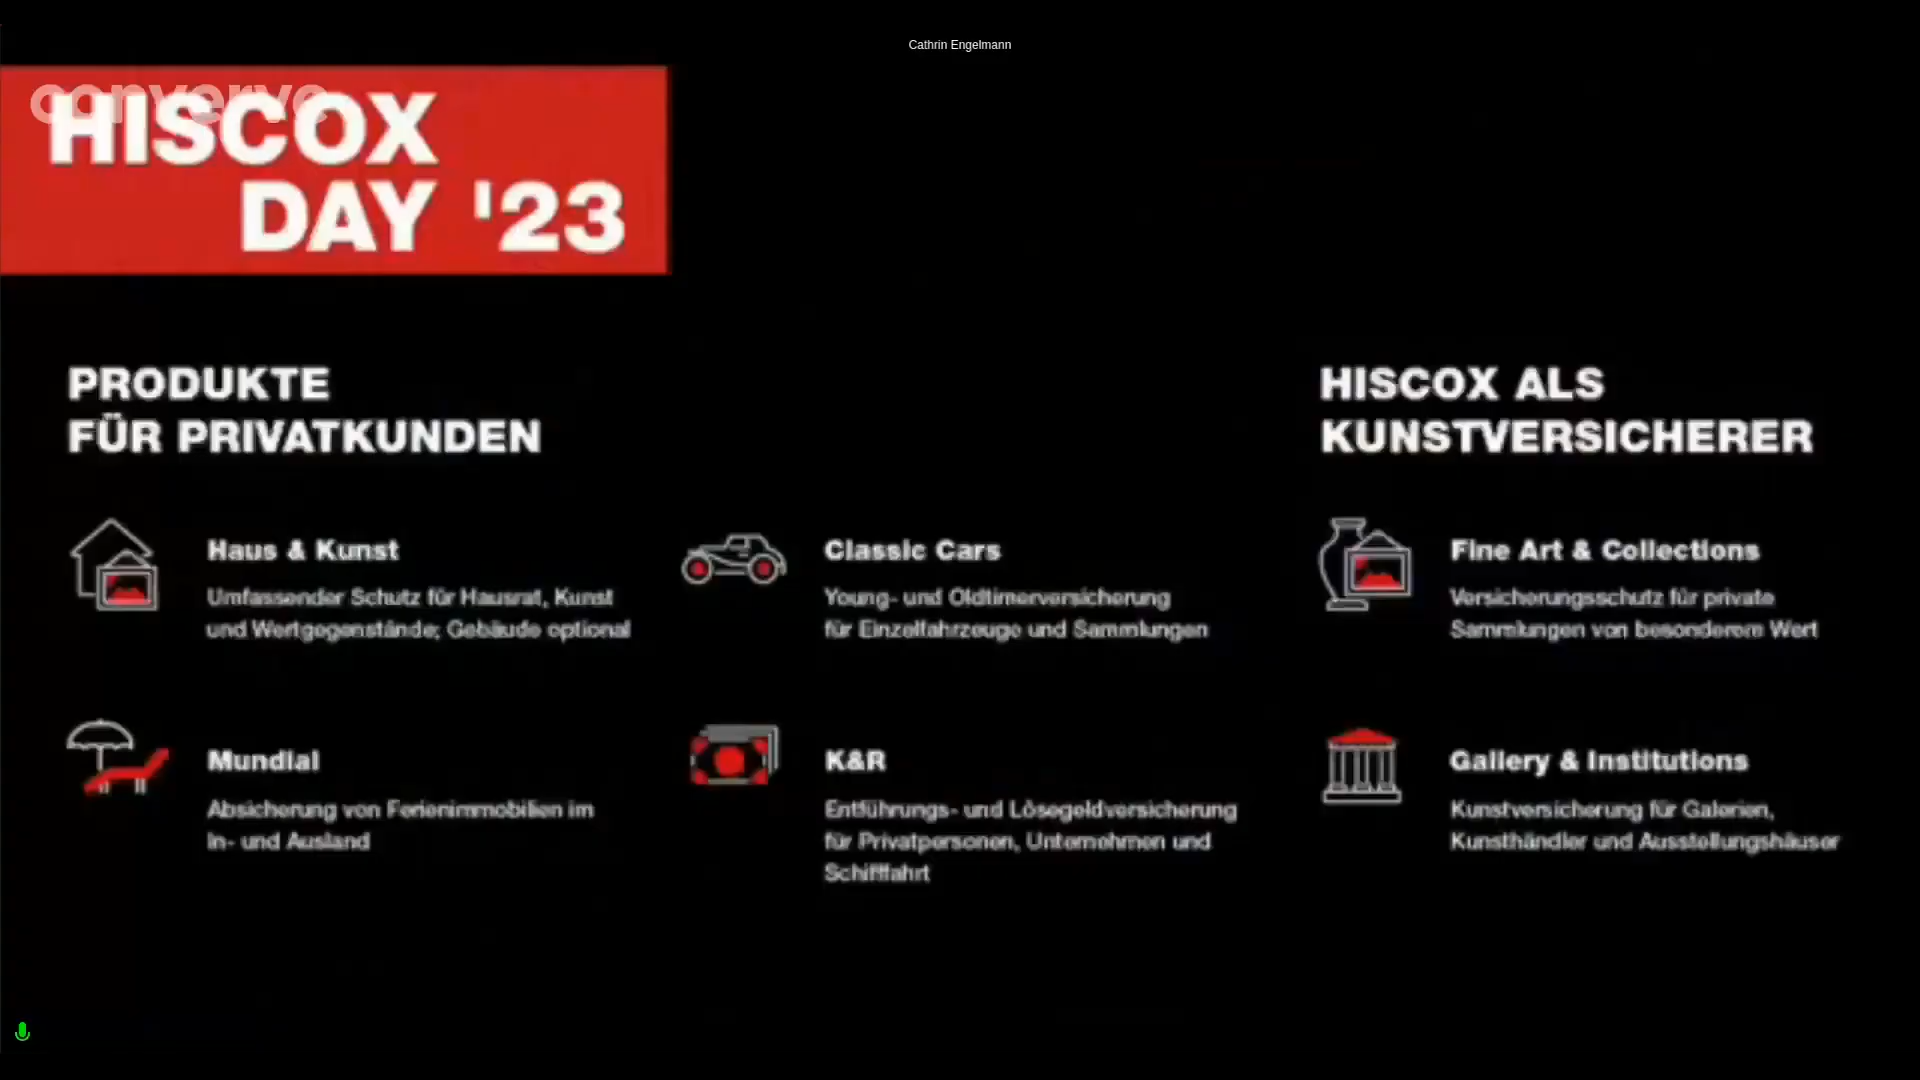 Cathrin Engelmann
converve
HISCOX
DAY '23
PRODUKTE
FÜR PRIVATKUNDEN
Haus & Kunst
Umfassender Schutz für Hausrat, Kunst
und Wertgegenstände; Gebäude optional
Mundial
Absicherung von Ferienimmobilien im
In- und Ausland
Classic Cars
Young- und Oldtimerversicherung
für Einzelfahrzeuge und Sammlungen
K&R
Entführungs- und Lösegeldversicherung
für Privatpersonen, Unternehmen und
Schifffahrt
HISCOX ALS
KUNSTVERSICHERER
Fine Art & Collections
Versicherungsschutz für private
Sammlungen von besonderem Wert
Gallery & Institutions
Kunstversicherung für Galerien,
Kunsthändler und Ausstellungshäuser